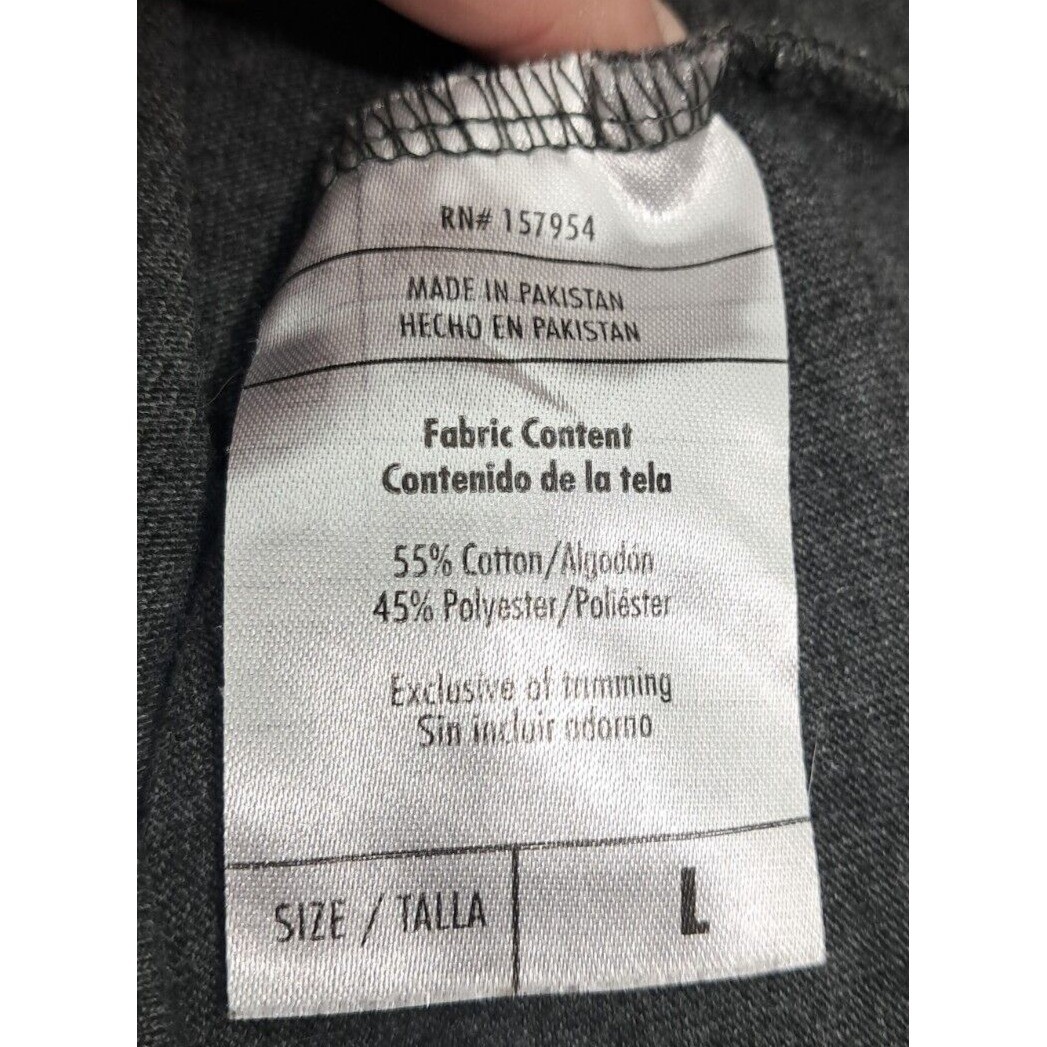 RN# 157954
MADE IN PAKISTAN
HECHO EN PAKISTAN
Fabric Content
Contenido de la tela
55% Cotton/Algodón
45% Polyester/Poliéster
Exclusive of trimming
Sin incluir adorno
SIZE / TALLA L